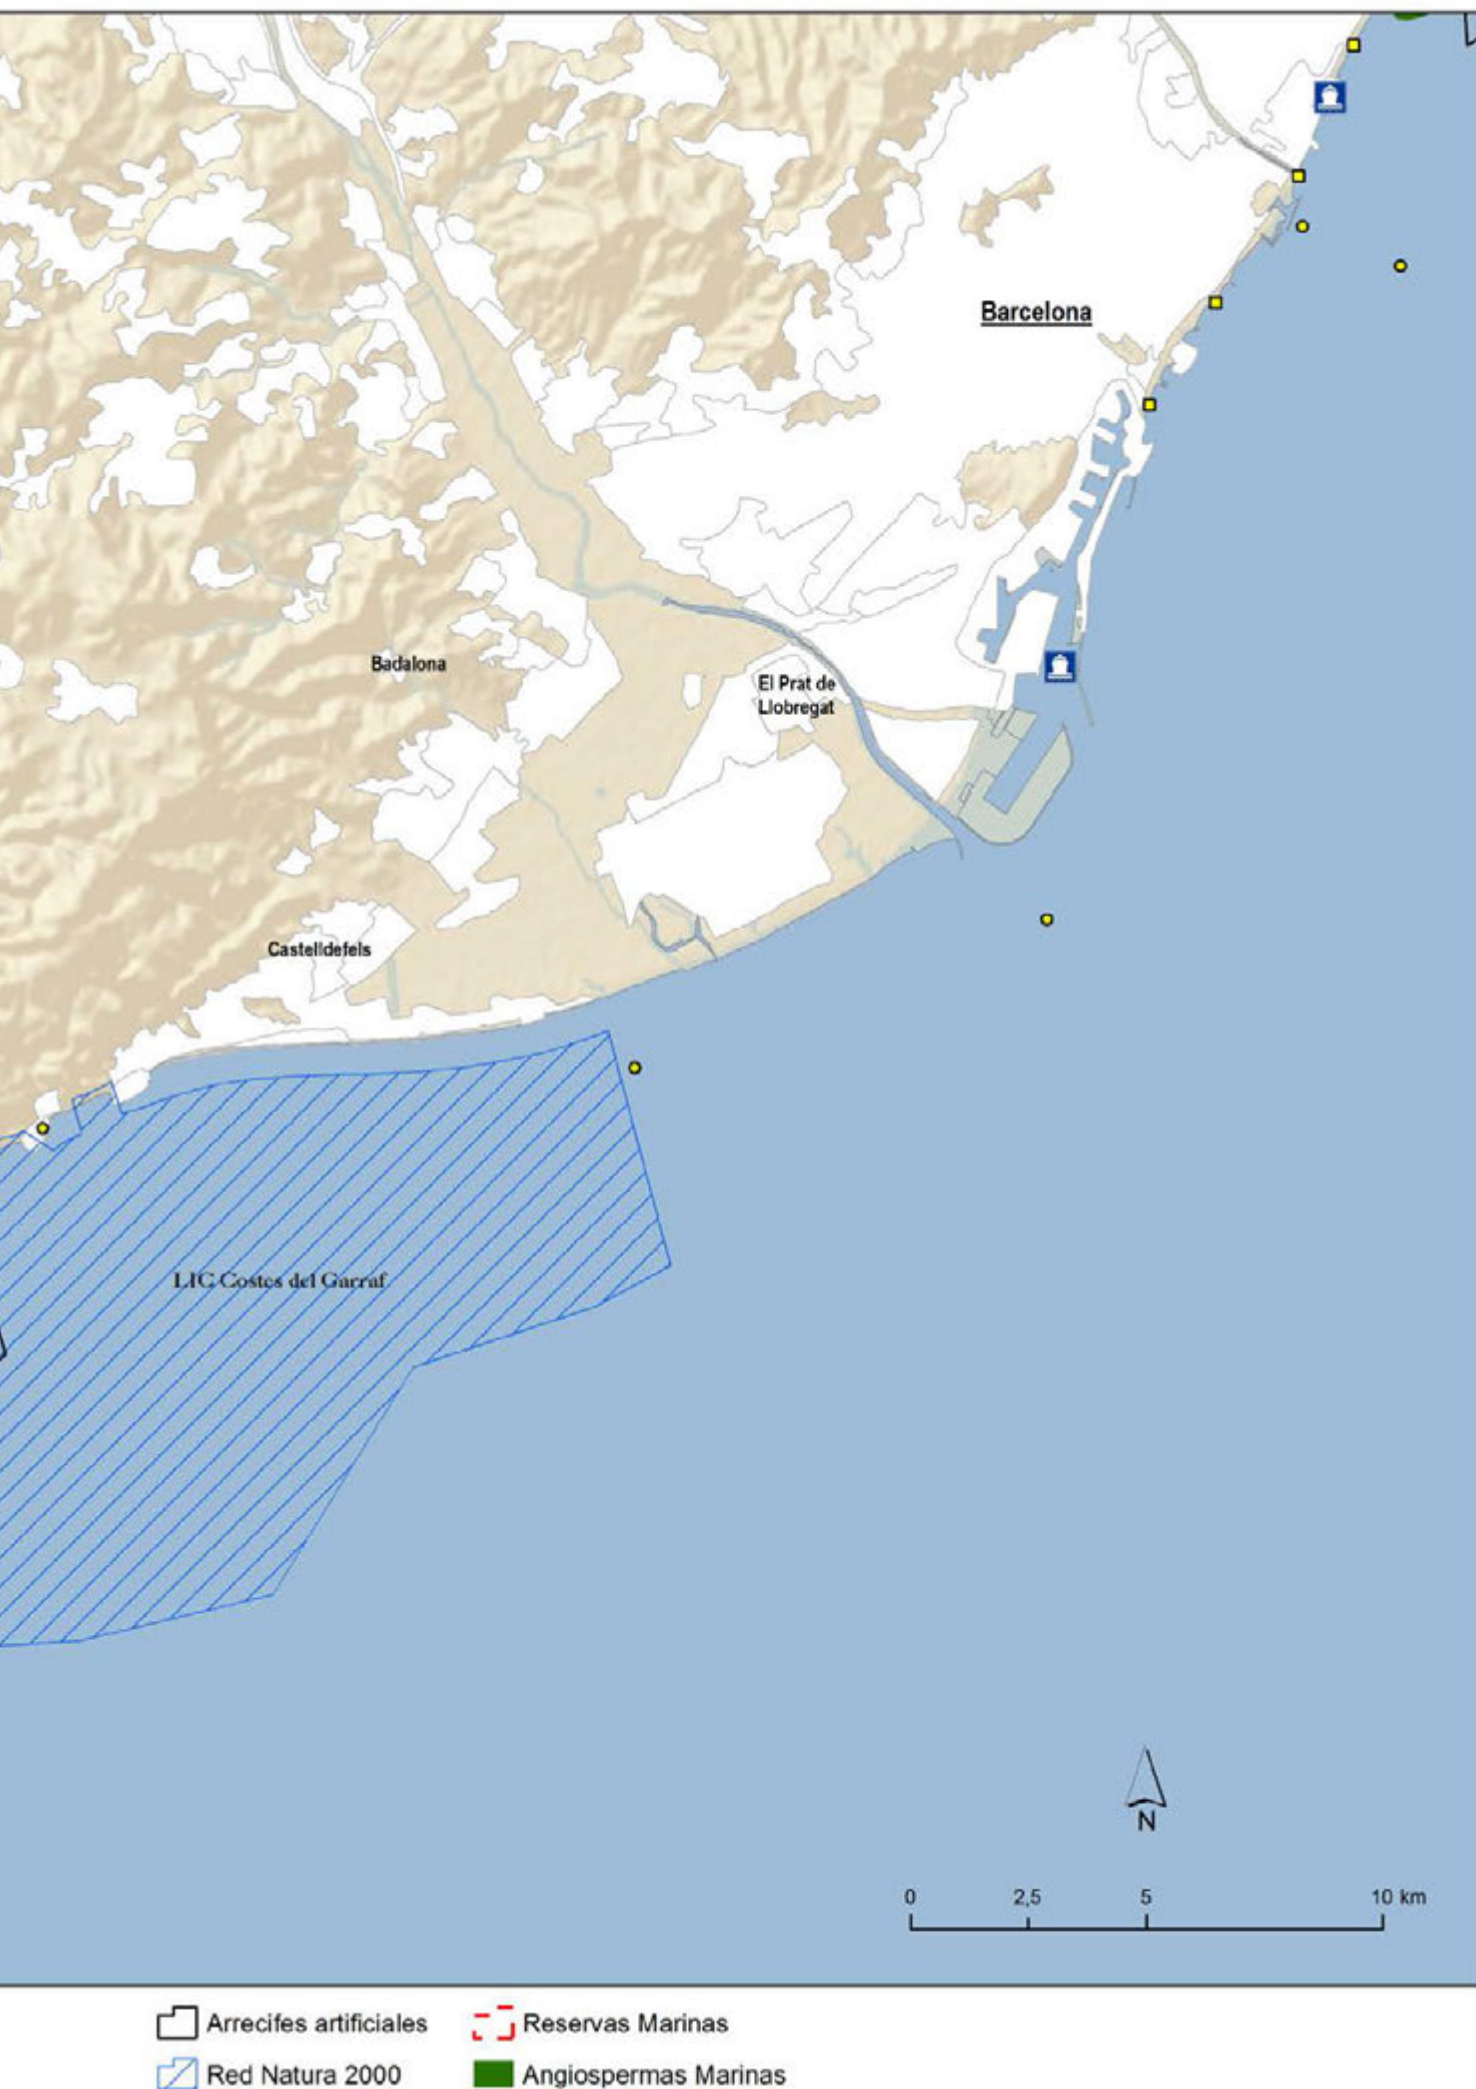 Barcelona
Badalona
El Prat de
Llobregat
Castelldefels
LIC Costes del Garraf
N
0 2,5 5 10 km
Arrecifes artificiales
Reservas Marinas
Red Natura 2000
Angiospermas Marinas